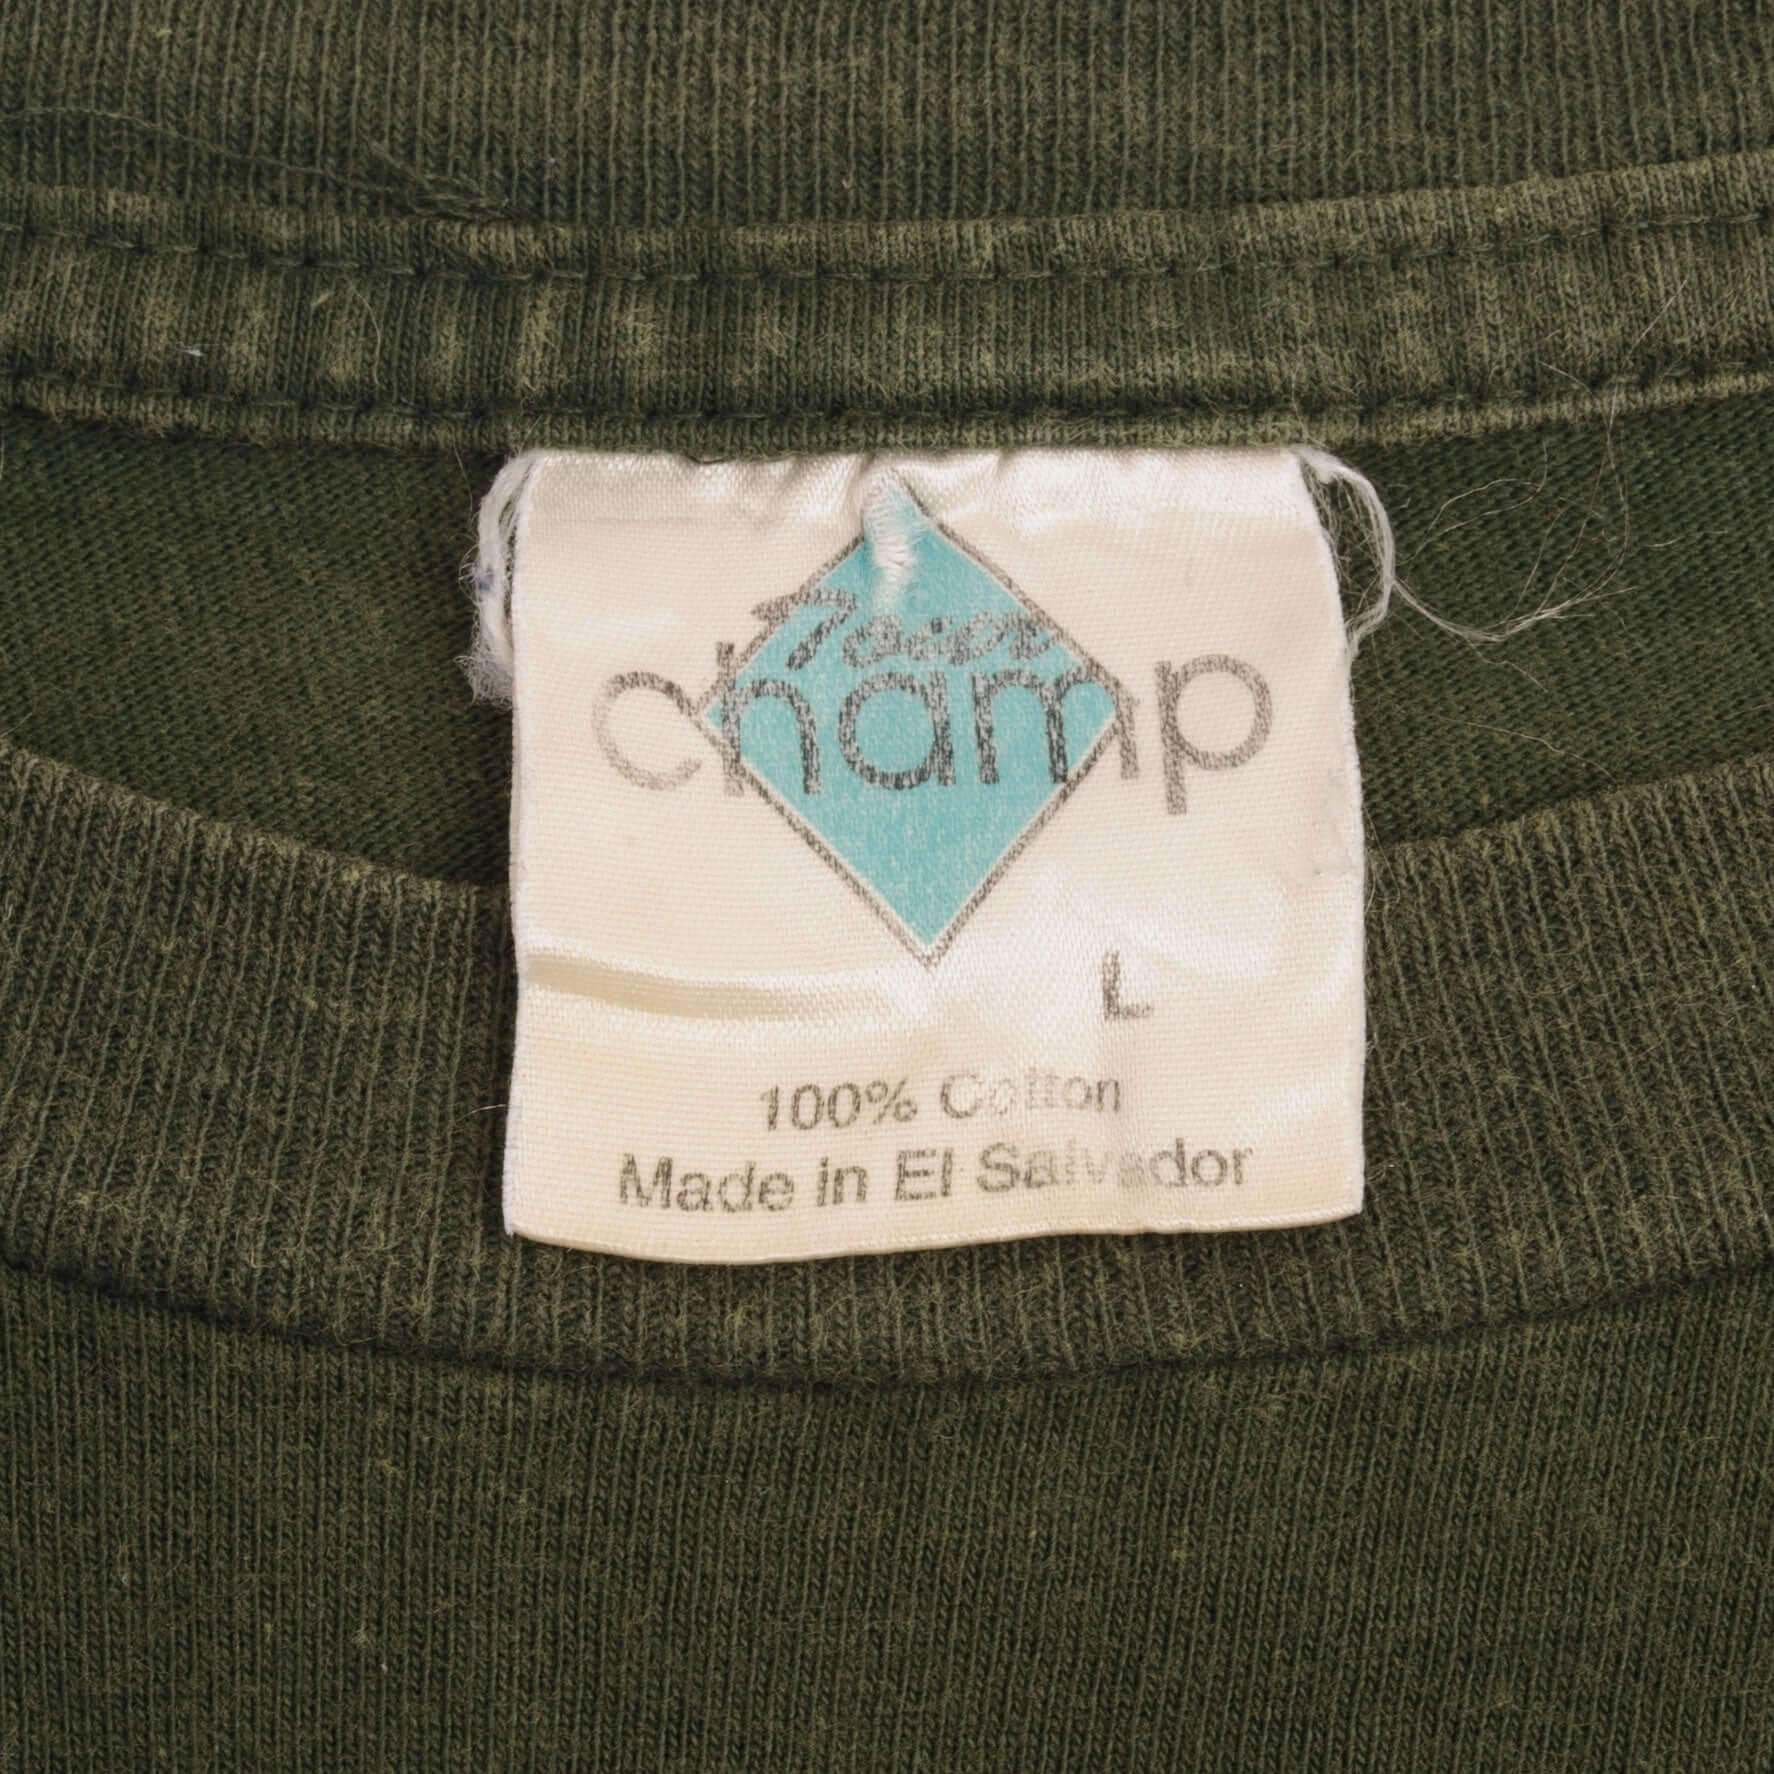 champ
L
100% Cotton
Made in El Salvador